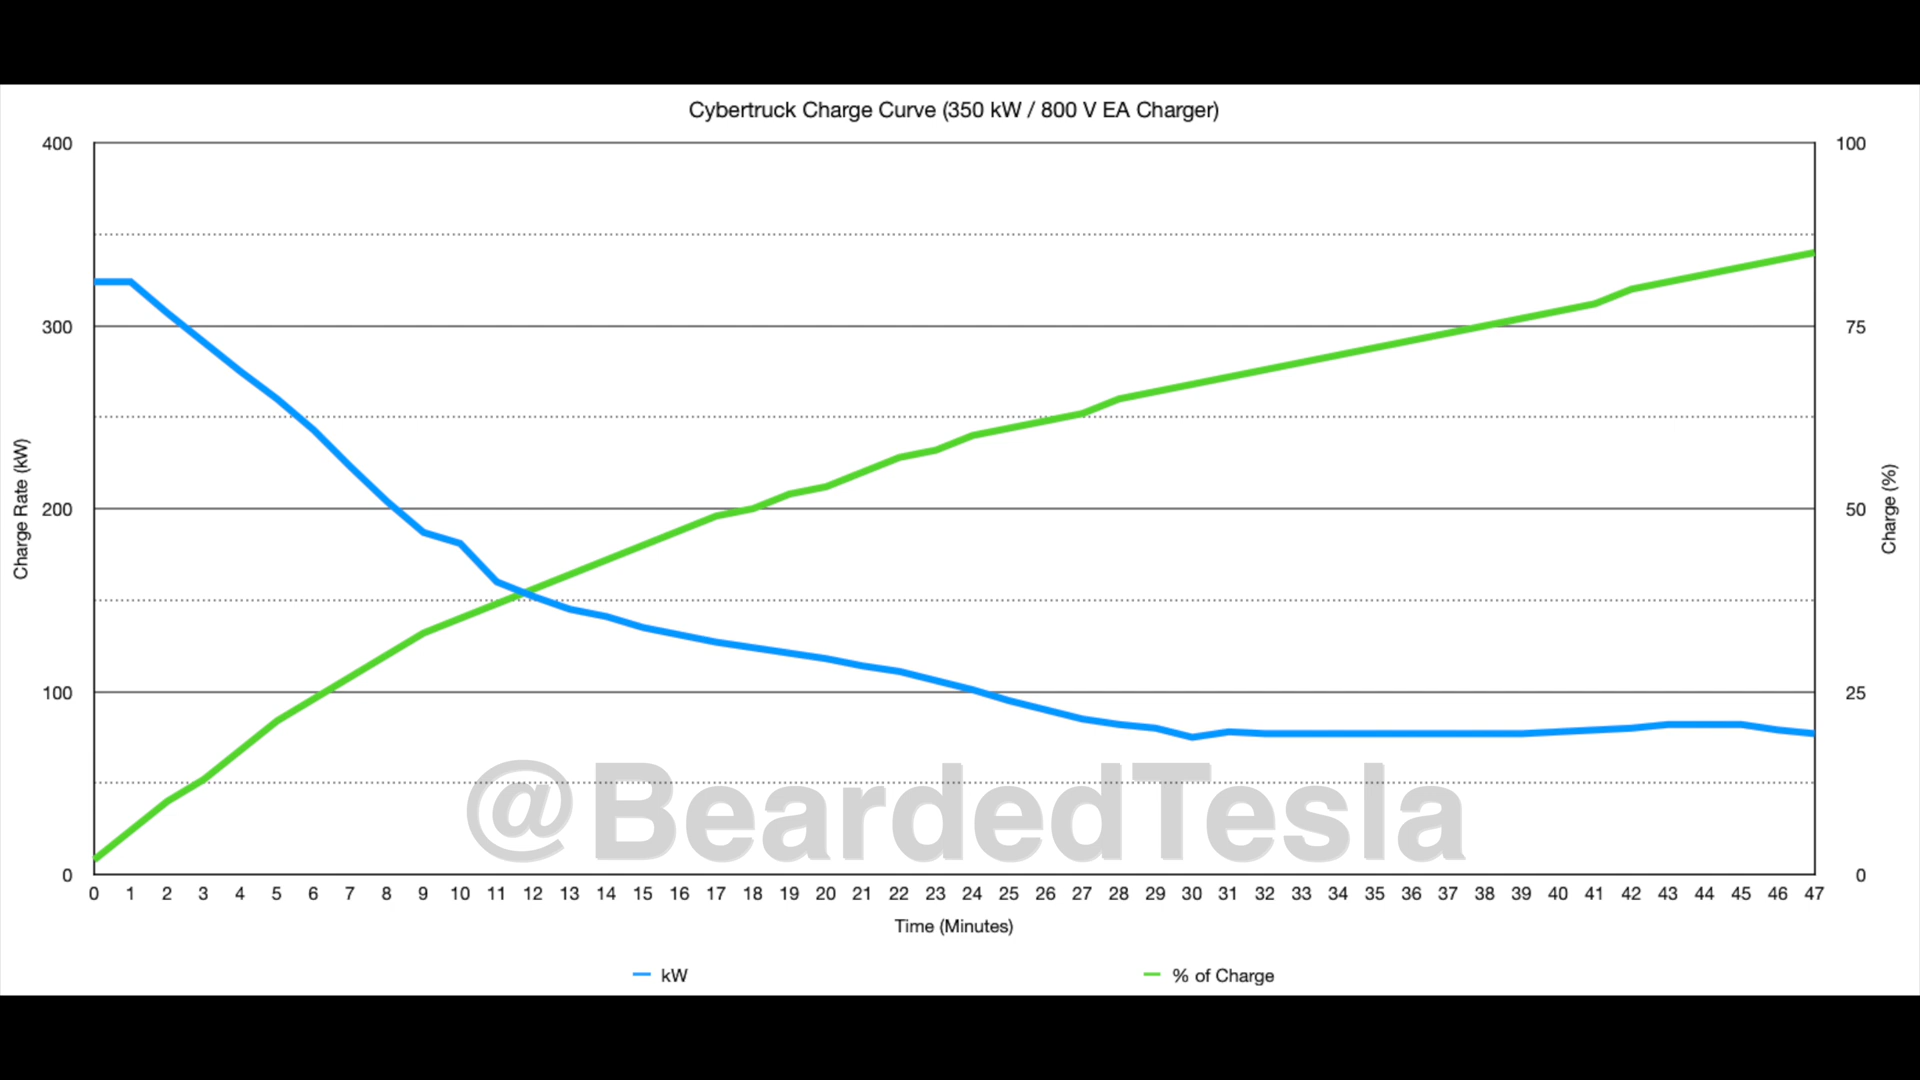 Cybertruck Charge Curve (350 kW / 800 V EA Charger)
400
300
200
100
0
Charge Rate (kW)
100
75
50
25
0
Charge (%)
@BeardedTesla
0 1 2 3 4 5 6 7 8 9 10 11 12 13 14 15 16 17 18 19 20 21 22 23 24 25 26 27 28 29 30 31 32 33 34 35 36 37 38 39 40 41 42 43 44 45 46 47
Time (Minutes)
kW
% of Charge